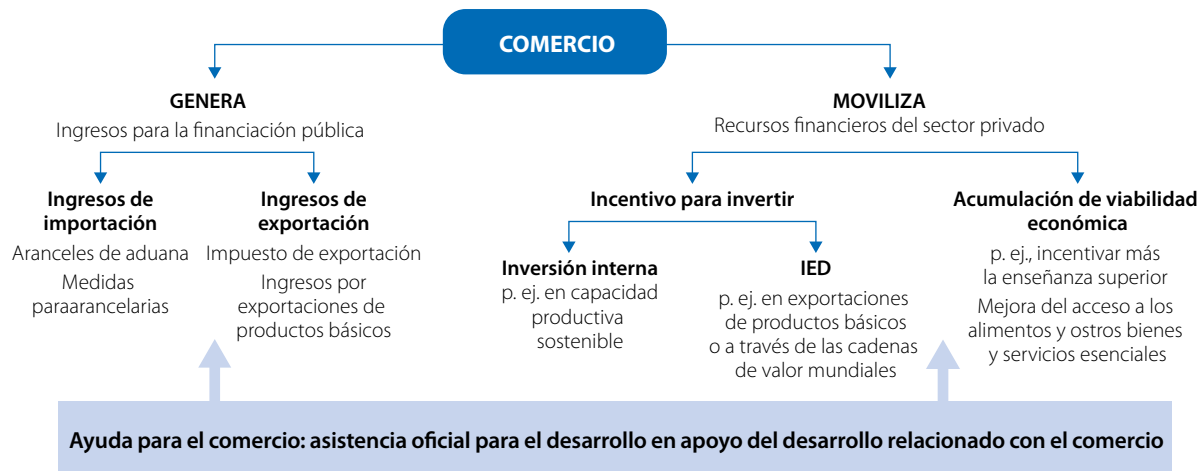 COMERCIO
GENERA
Ingresos para la financiación pública
MOVILIZA
Recursos financieros del sector privado
Ingresos de
importación
Aranceles de aduana
Medidas
paraarancelarias
Ingresos de
exportación
Impuesto de exportación
Ingresos por
exportaciones de
productos básicos
Incentivo para invertir
Inversión interna
p. ej. en capacidad
productiva
sostenible
IED
p. ej. en exportaciones
de productos básicos
o a través de las cadenas
de valor mundiales
Acumulación de viabilidad
económica
p. ej., incentivar más
la enseñanza superior
Mejora del acceso a los
alimentos y ostros bienes
y servicios esenciales
Ayuda para el comercio: asistencia oficial para el desarrollo en apoyo del desarrollo relacionado con el comercio